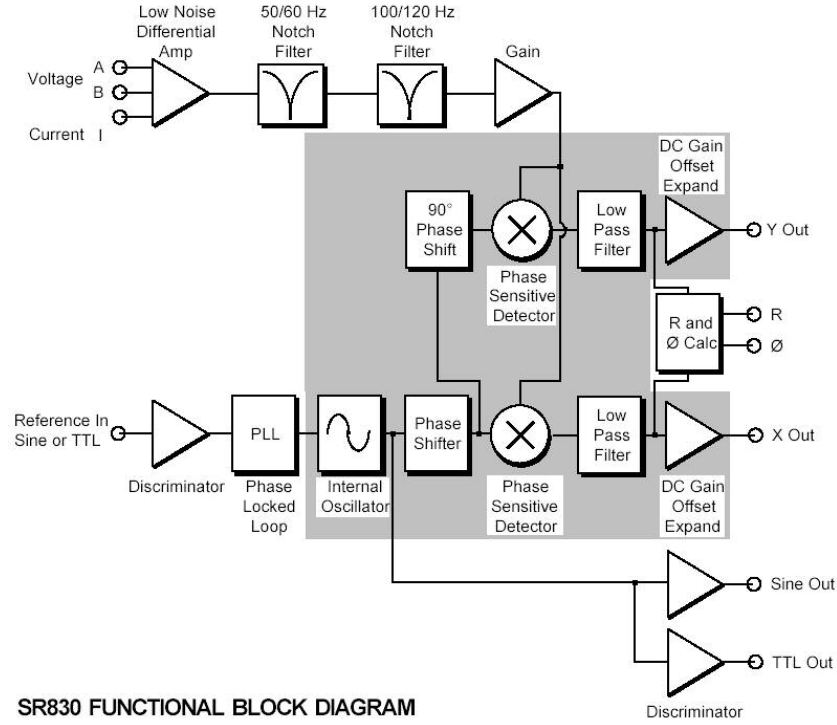 Low Noise
Differential
Amp
50/60 Hz
Notch
Filter
100/120 Hz
Notch
Filter
Gain
Voltage
A
B
Current I
DC Gain
Offset
Expand
90°
Phase
Shift
Low
Pass
Filter
Y Out
Phase
Sensitive
Detector
R and
Ø Calc
R
Ø
Reference In
Sine or TTL
PLL
Phase
Shifter
Low
Pass
Filter
X Out
Discriminator
Phase
Locked
Loop
Internal
Oscillator
Phase
Sensitive
Detector
DC Gain
Offset
Expand
Sine Out
TTL Out
Discriminator
SR830 FUNCTIONAL BLOCK DIAGRAM